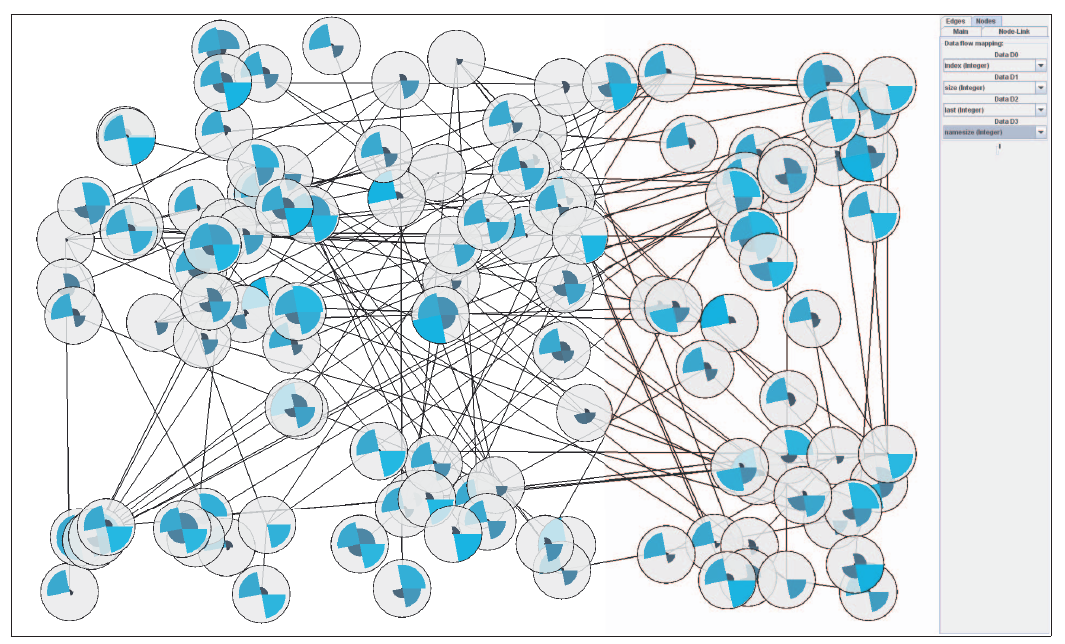 Edges Nodes
Main Node-Link
Data flow mapping:
Data D0
index (Integer)
Data D1
size (Integer)
Data D2
last (Integer)
Data D3
namesize (Integer)